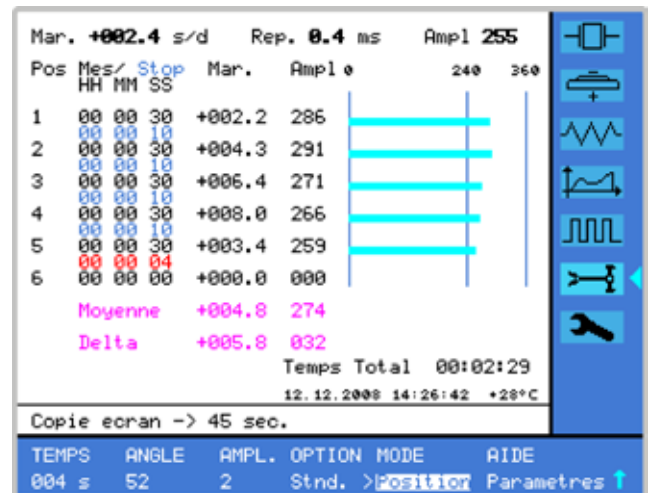 Mar. +002.4 s/d Rep. 0.4 ms Ampl 255
Pos Mes/ Stop Mar. Ampl 0 240 360
HH MM SS
1 00 00 30 +002.2 286
00 00 10
2 00 00 30 +004.3 291
00 00 10
3 00 00 30 +006.4 271
00 00 10
4 00 00 30 +008.0 266
00 00 10
5 00 00 30 +003.4 259
00 00 04
6 00 00 00 +000.0 000
Moyenne +004.8 274
Delta +005.8 032
Temps Total 00:02:29
12.12.2008 14:26:42 +28°C
Copie ecran -> 45 sec.
TEMPS ANGLE AMPL. OPTION MODE AIDE
004 s 52 2 Stnd. >Position Parametres ↑